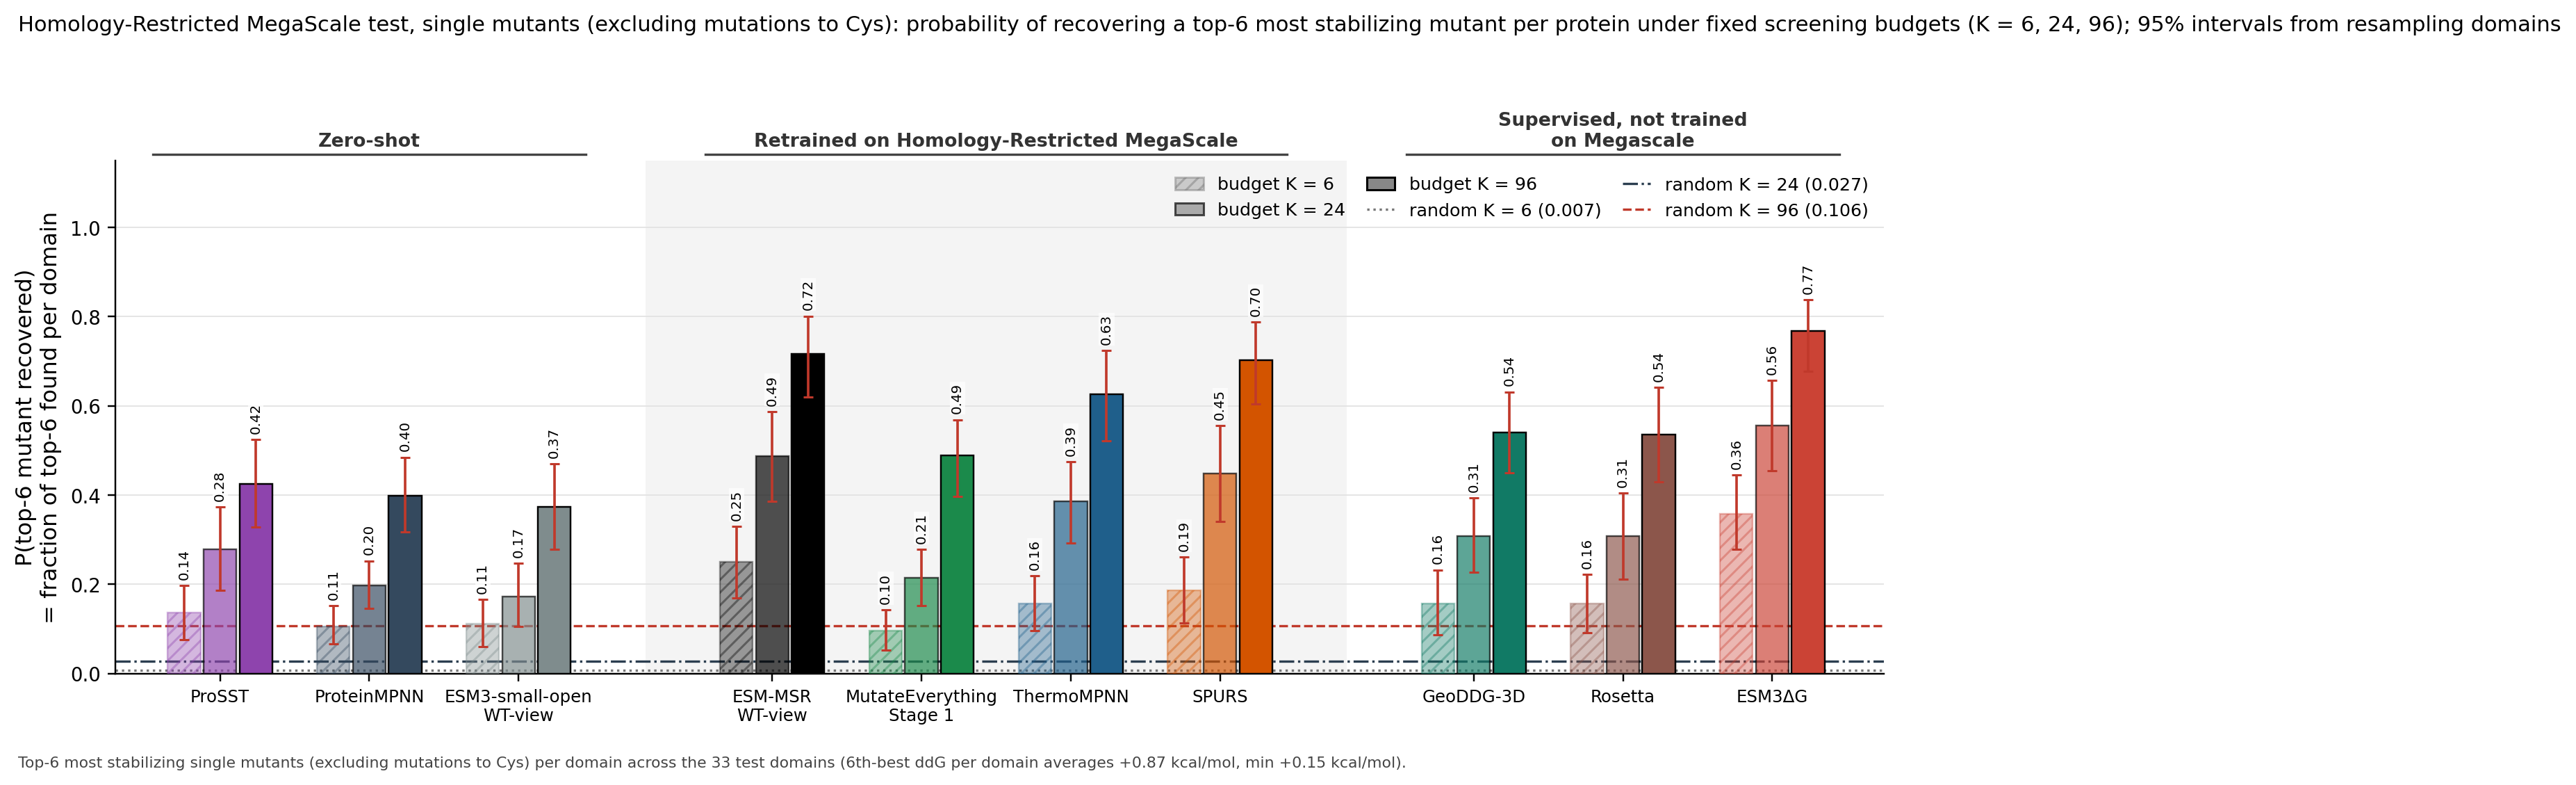 Homology-Restricted MegaScale test, single mutants (excluding mutations to Cys): probability of recovering a top-6 most stabilizing mutant per protein under fixed screening budgets (K = 6, 24, 96); 95% intervals from resampling domains
Zero-shot
Retrained on Homology-Restricted MegaScale
Supervised, not trained
on Megascale
budget K = 6
budget K = 24
budget K = 96
random K = 6 (0.007)
random K = 24 (0.027)
random K = 96 (0.106)
P(top-6 mutant recovered)
= fraction of top-6 found per domain
1.0
0.8
0.6
0.4
0.2
0.0
0.14
0.28
0.42
0.11
0.20
0.40
0.11
0.17
0.37
0.25
0.49
0.72
0.10
0.21
0.49
0.16
0.39
0.63
0.19
0.45
0.70
0.16
0.31
0.54
0.16
0.31
0.54
0.36
0.56
0.77
ProSST
ProteinMPNN
ESM3-small-open
WT-view
ESM-MSR
WT-view
MutateEverything
Stage 1
ThermoMPNN
SPURS
GeoDDG-3D
Rosetta
ESM3ΔG
Top-6 most stabilizing single mutants (excluding mutations to Cys) per domain across the 33 test domains (6th-best ddG per domain averages +0.87 kcal/mol, min +0.15 kcal/mol).